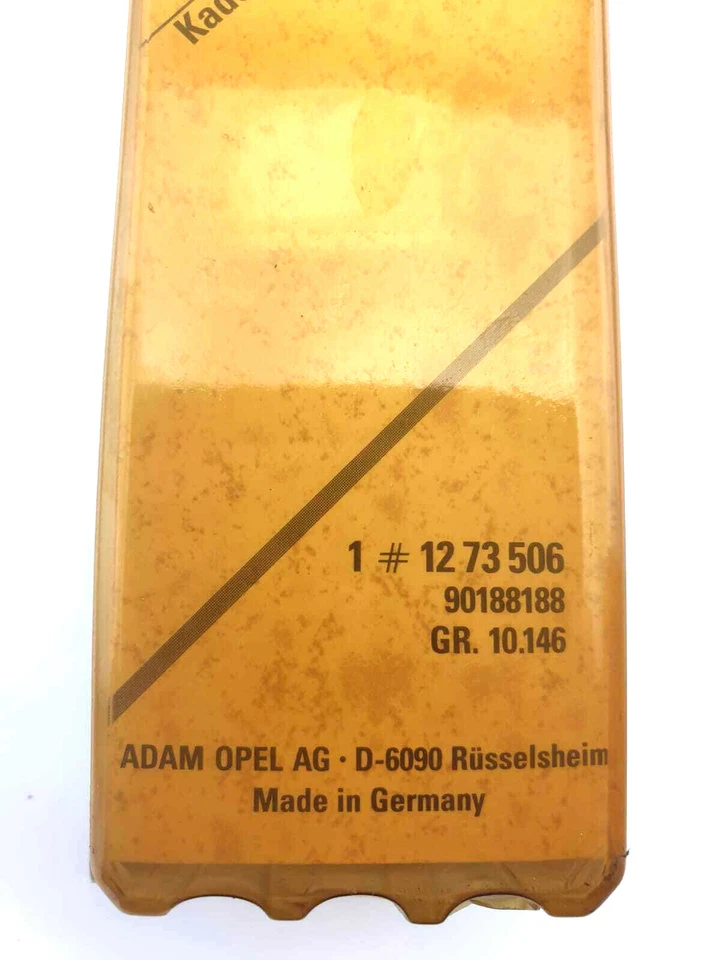 1 # 12 73 506
90188188
GR. 10.146
ADAM OPEL AG · D-6090 Rüsselsheim
Made in Germany